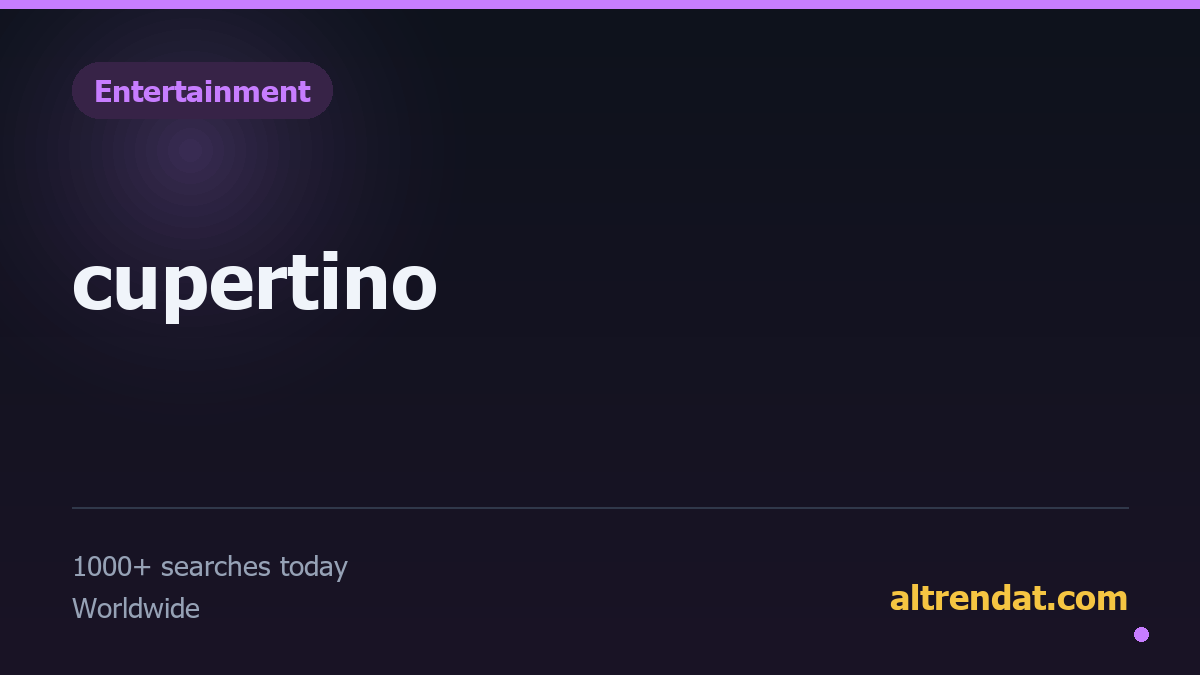 Entertainment
cupertino
1000+ searches today
Worldwide
altrendat.com